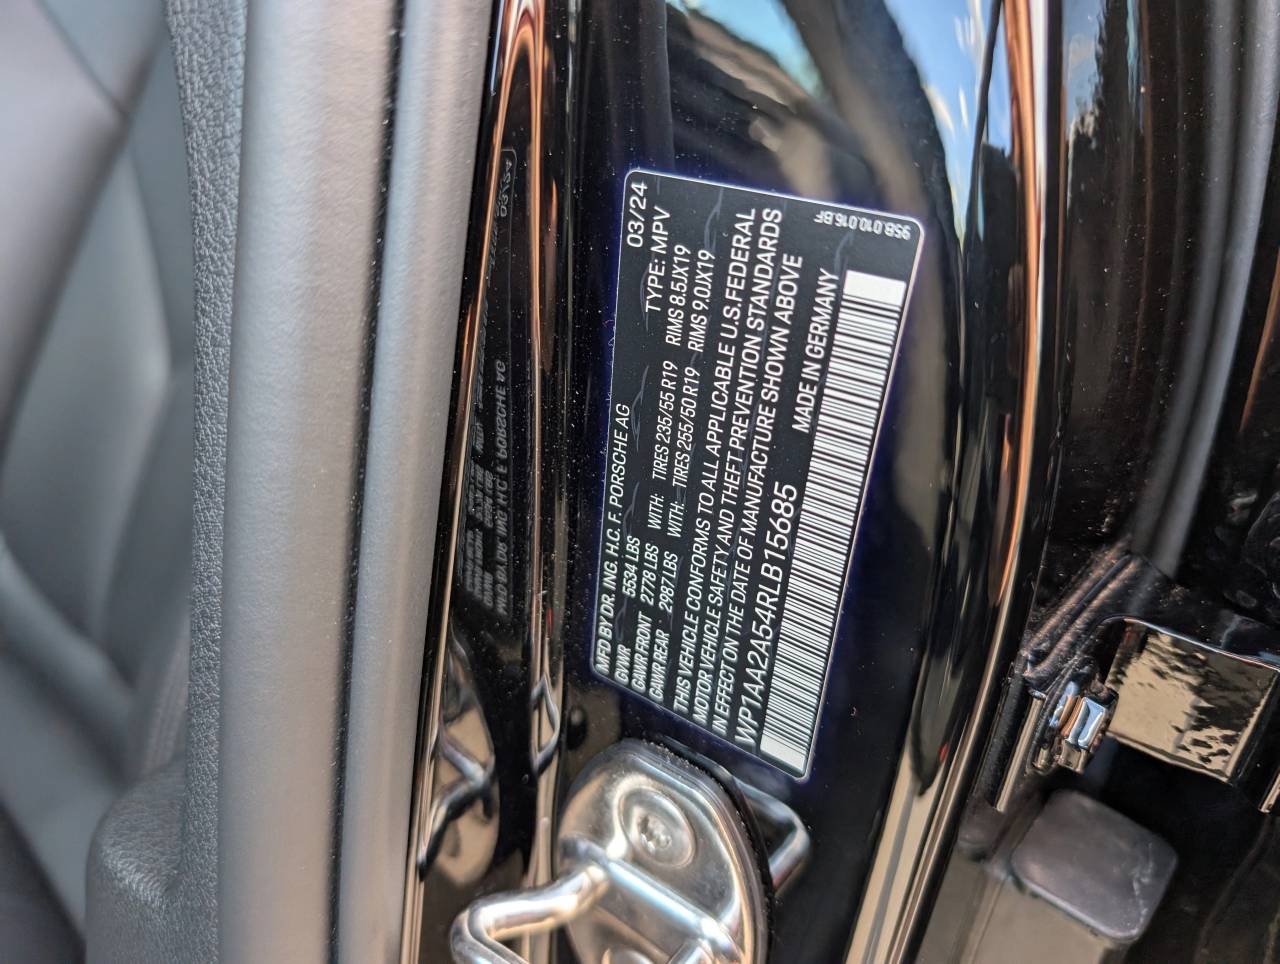 MFD BY DR. ING. H.C. F. PORSCHE AG 03/24
GVWR 5534 LBS TYPE: MPV
GAWR FRONT 2778 LBS WITH: TIRES 235/55 R19 RIMS 8.5JX19
GAWR REAR 2987 LBS WITH: TIRES 255/50 R19 RIMS 9.0JX19
THIS VEHICLE CONFORMS TO ALL APPLICABLE U.S.FEDERAL
MOTOR VEHICLE SAFETY AND THEFT PREVENTION STANDARDS
IN EFFECT ON THE DATE OF MANUFACTURE SHOWN ABOVE
WP1AA2A54RLB15685 MADE IN GERMANY
95B.010.016.BF